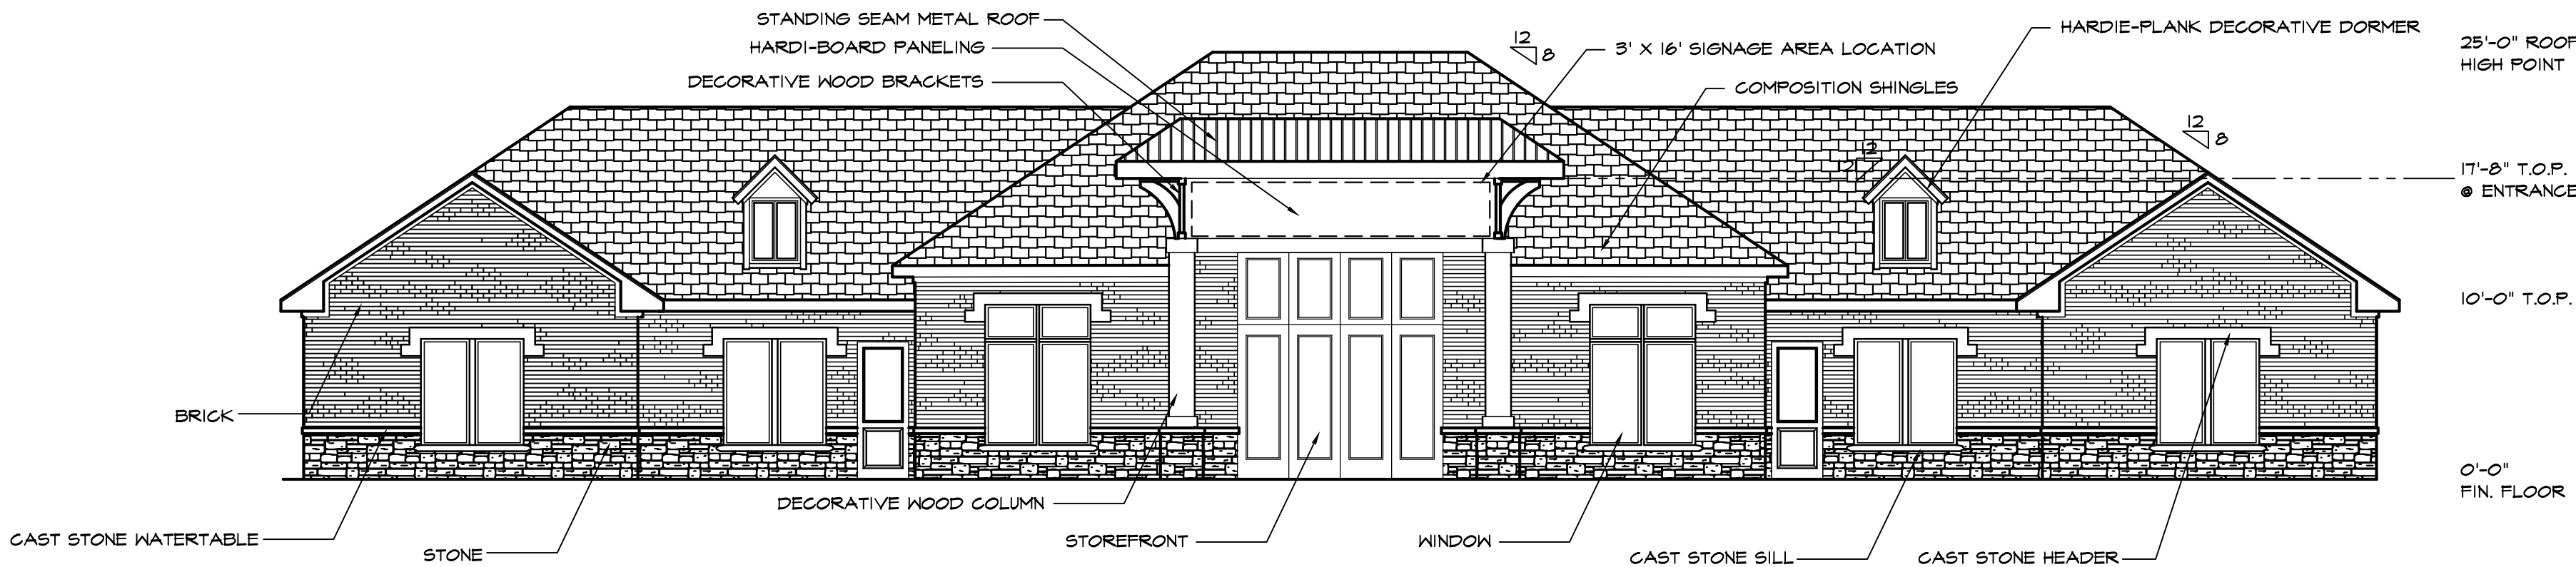 STANDING SEAM METAL ROOF
HARDI-BOARD PANELING
DECORATIVE WOOD BRACKETS
12
8
3' X 16' SIGNAGE AREA LOCATION
COMPOSITION SHINGLES
HARDIE-PLANK DECORATIVE DORMER
25'-0" ROOF
HIGH POINT
12
8
12
12
17'-8" T.O.P.
@ ENTRANCE
10'-0" T.O.P.
BRICK
0'-0"
FIN. FLOOR
DECORATIVE WOOD COLUMN
CAST STONE WATERTABLE
STONE
STOREFRONT
WINDOW
CAST STONE SILL
CAST STONE HEADER